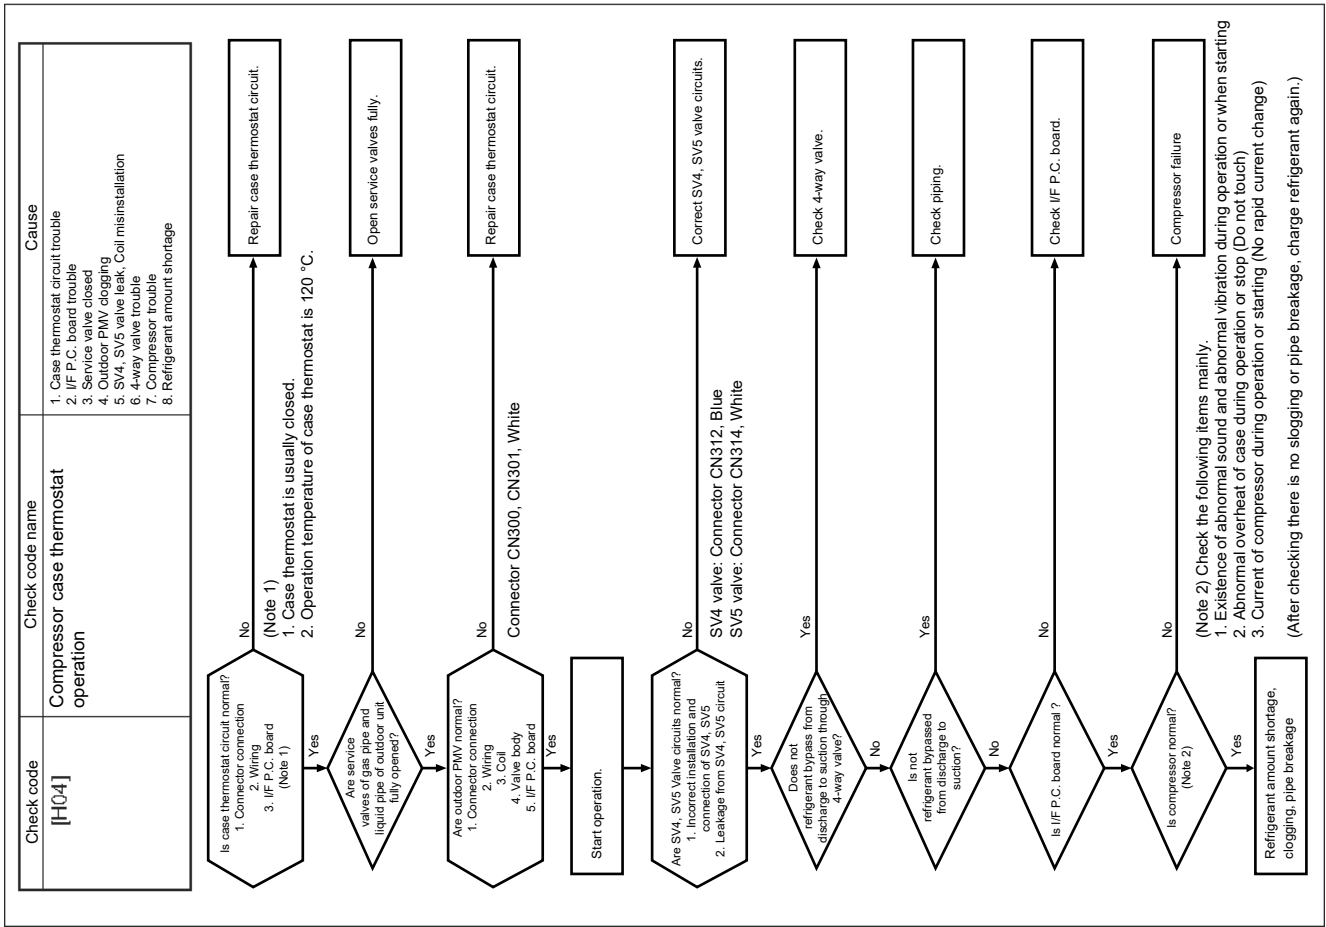 Check code
Check code name
Cause
[H04]
Compressor case thermostat
operation
1. Case thermostat circuit trouble
2. I/F P.C. board trouble
3. Service valve closed
4. Outdoor PMV clogging
5. SV4, SV5 valve leak, Coil misinstallation
6. 4-way valve trouble
7. Compressor trouble
8. Refrigerant amount shortage
Is case thermostat circuit normal?
1. Connector connection
2. Wiring
3. I/F P.C. board
(Note 1)
No
Repair case thermostat circuit.
(Note 1)
1. Case thermostat is usually closed.
2. Operation temperature of case thermostat is 120 °C.
Yes
Are service
valves of gas pipe and
liquid pipe of outdoor unit
fully opened?
No
Open service valves fully.
Yes
Are outdoor PMV normal?
1. Connector connection
2. Wiring
3. Coil
4. Valve body
5. I/F P.C. board
No
Repair case thermostat circuit.
Connector CN300, CN301, White
Start operation.
Are SV4, SV5 Valve circuits normal?
1. Incorrect installation and
connection of SV4, SV5
2. Leakage from SV4, SV5 circuit
No
Correct SV4, SV5 valve circuits.
SV4 valve: Connector CN312, Blue
SV5 valve: Connector CN314, White
Yes
Does not
refrigerant bypass from
discharge to suction through
4-way valve?
Yes
Check 4-way valve.
No
Is not
refrigerant bypassed
from discharge to
suction?
Yes
Check piping.
No
Is I/F P.C. board normal ?
No
Check I/F P.C. board.
Yes
Is compressor normal?
(Note 2)
No
Compressor failure
(Note 2) Check the following items mainly.
1. Existence of abnormal sound and abnormal vibration during operation or when starting
2. Abnormal overheat of case during operation or stop (Do not touch)
3. Current of compressor during operation or starting (No rapid current change)
Yes
Refrigerant amount shortage,
clogging, pipe breakage
(After checking there is no slogging or pipe breakage, charge refrigerant again.)